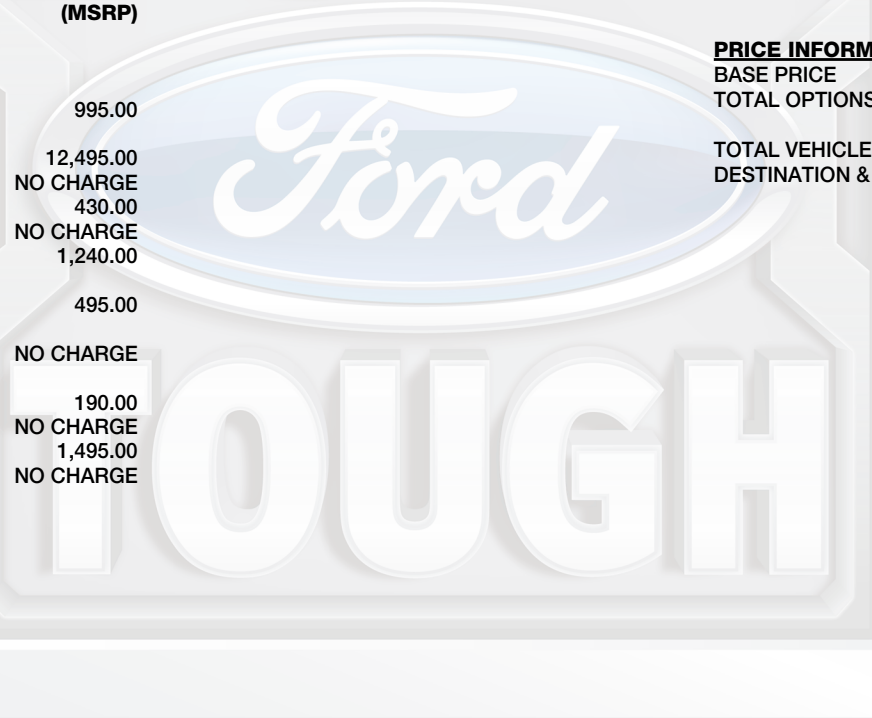 (MSRP)
995.00
12,495.00
NO CHARGE
430.00
NO CHARGE
1,240.00
495.00
NO CHARGE
190.00
NO CHARGE
1,495.00
NO CHARGE
PRICE INFORM
BASE PRICE
TOTAL OPTIONS
TOTAL VEHICLE
DESTINATION &
Ford
TOUGH